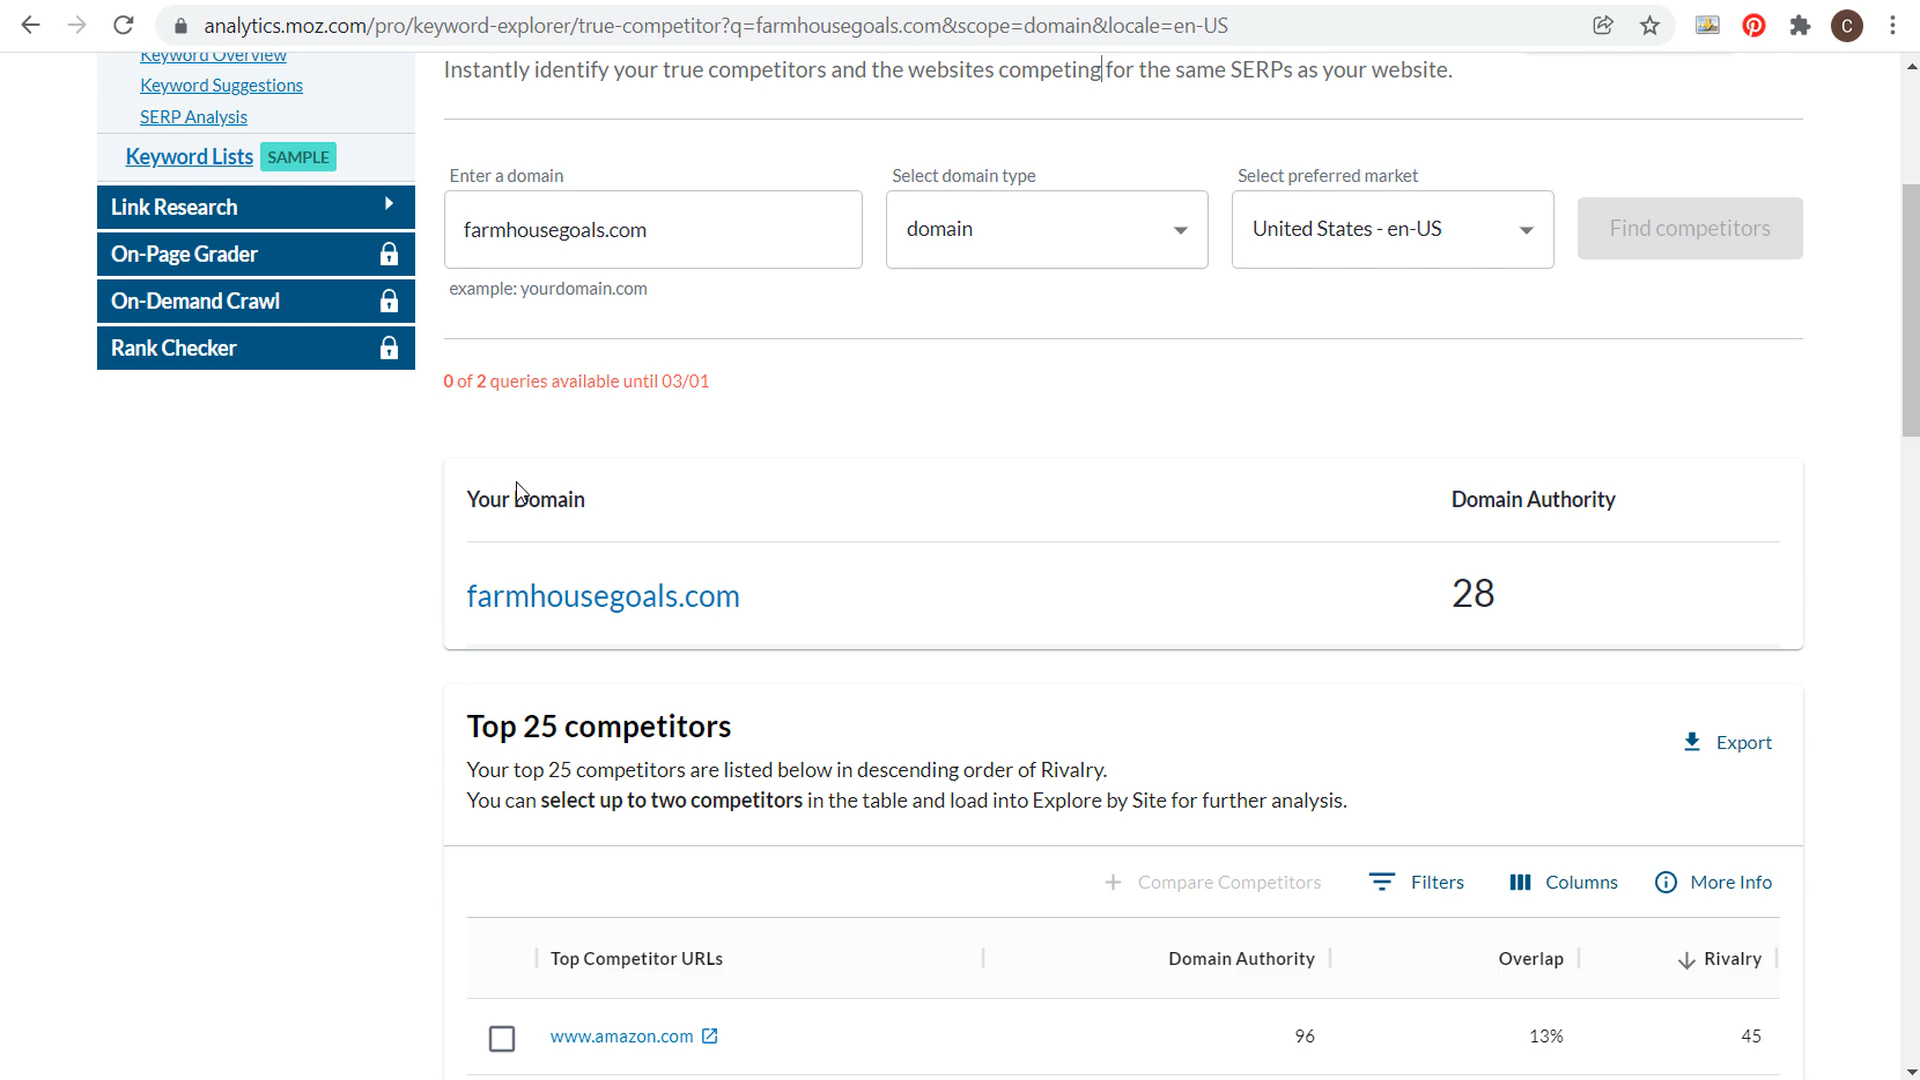 analytics.moz.com/pro/keyword-explorer/true-competitor?q=farmhousegoals.com&scope=domain&locale=en-US
C
Keyword Overview
Keyword Suggestions
SERP Analysis
Keyword Lists SAMPLE
Link Research
On-Page Grader
On-Demand Crawl
Rank Checker
Instantly identify your true competitors and the websites competing for the same SERPs as your website.
Enter a domain
farmhousegoals.com
example: yourdomain.com
Select domain type
domain
Select preferred market
United States - en-US
Find competitors
0 of 2 queries available until 03/01
Your Domain
Domain Authority
farmhousegoals.com
28
Top 25 competitors
Export
Your top 25 competitors are listed below in descending order of Rivalry.
You can select up to two competitors in the table and load into Explore by Site for further analysis.
Compare Competitors
Filters
Columns
More Info
Top Competitor URLs
Domain Authority
Overlap
Rivalry
www.amazon.com
96
13%
45